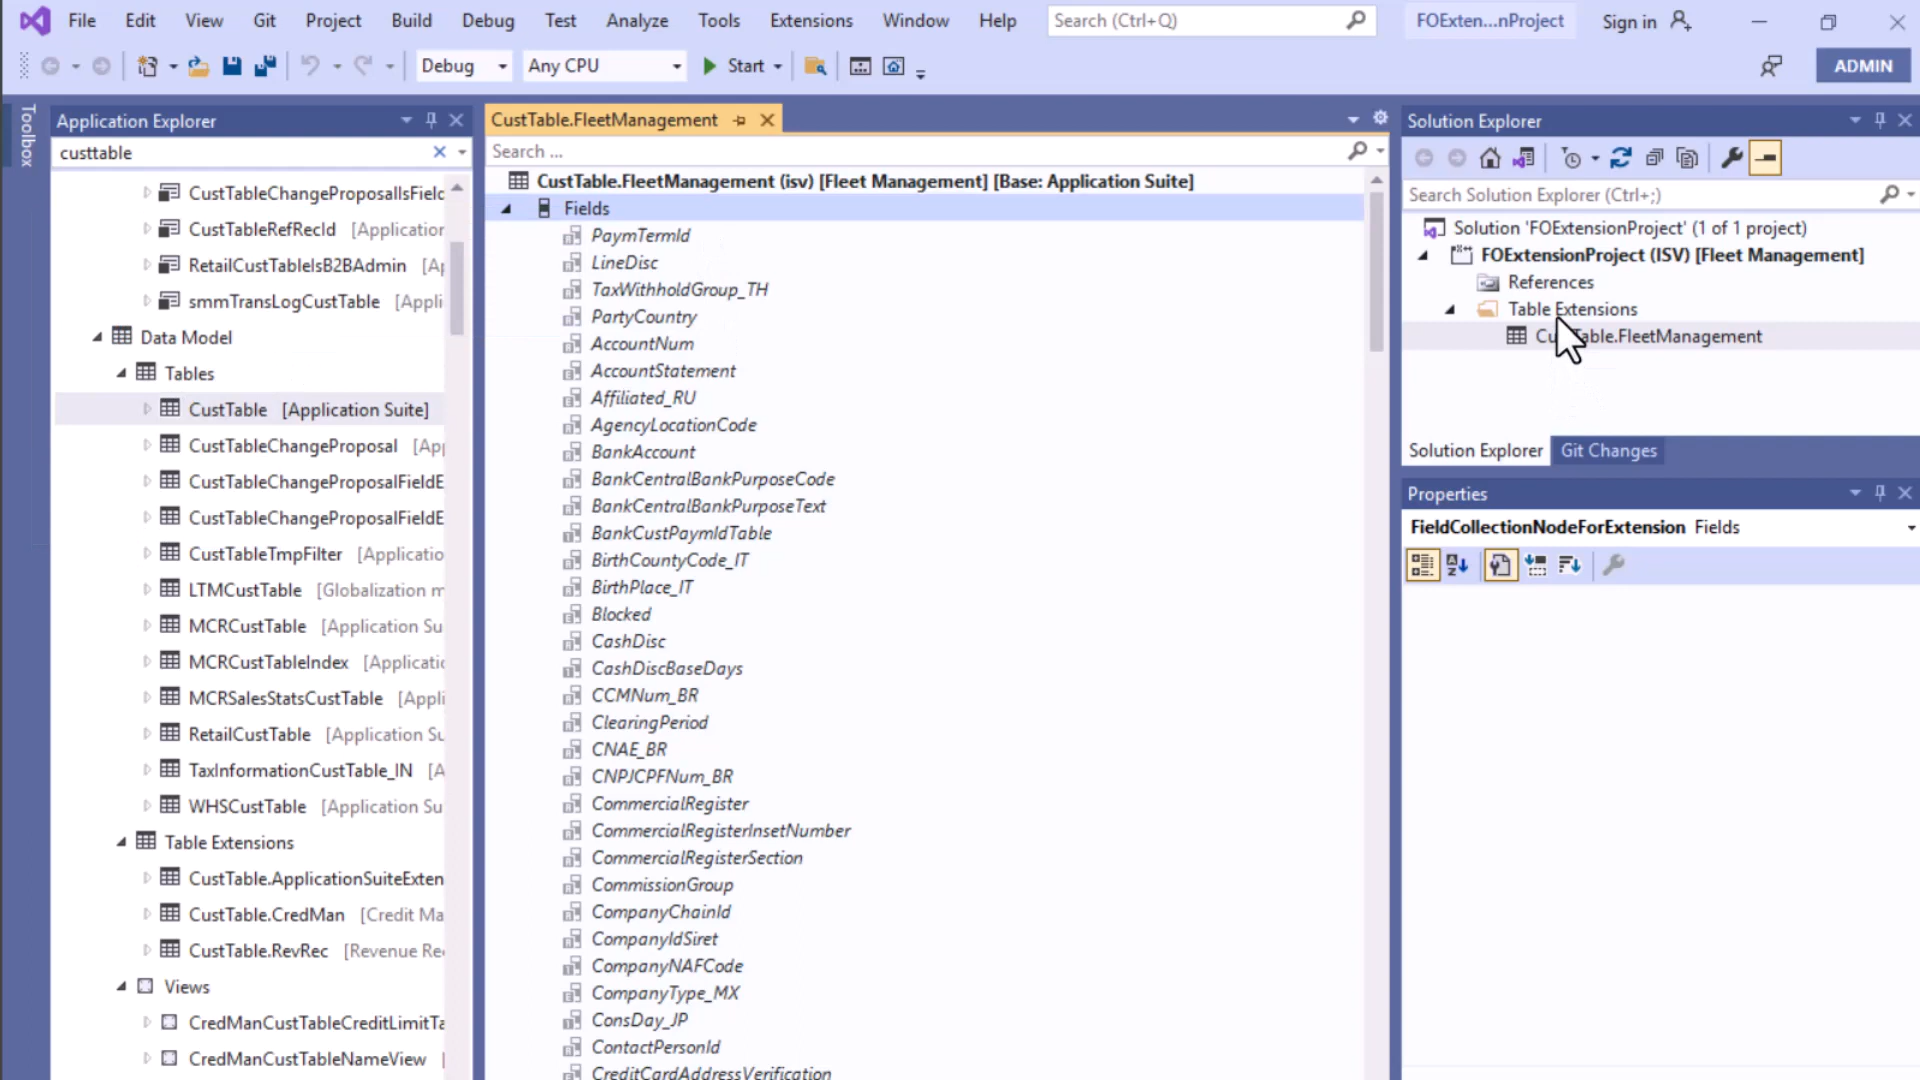 File Edit View Git Project Build Debug Test Analyze Tools Extensions Window Help Search (Ctrl+Q) FOExten...nProject Sign in
Debug Any CPU Start ADMIN
Toolbox
Application Explorer
custtable
CustTableChangeProposalIsField
CustTableRefRecId [Application
RetailCustTableIsB2BAdmin [Ap
smmTransLogCustTable [Appli
Data Model
Tables
CustTable [Application Suite]
CustTableChangeProposal [App
CustTableChangeProposalFieldE
CustTableChangeProposalFieldE
CustTableTmpFilter [Applicatio
LTMCustTable [Globalization m
MCRCustTable [Application Su
MCRCustTableIndex [Applicatio
MCRSalesStatsCustTable [Appli
RetailCustTable [Application Su
TaxInformationCustTable_IN [A
WHSCustTable [Application Su
Table Extensions
CustTable.ApplicationSuiteExten
CustTable.CredMan [Credit Ma
CustTable.RevRec [Revenue Re
Views
CredManCustTableCreditLimitTa
CredManCustTableNameView [
CustTable.FleetManagement
Search ...
CustTable.FleetManagement (isv) [Fleet Management] [Base: Application Suite]
Fields
PaymTermId
LineDisc
TaxWithholdGroup_TH
PartyCountry
AccountNum
AccountStatement
Affiliated_RU
AgencyLocationCode
BankAccount
BankCentralBankPurposeCode
BankCentralBankPurposeText
BankCustPaymIdTable
BirthCountyCode_IT
BirthPlace_IT
Blocked
CashDisc
CashDiscBaseDays
CCMNum_BR
ClearingPeriod
CNAE_BR
CNPJCPFNum_BR
CommercialRegister
CommercialRegisterInsetNumber
CommercialRegisterSection
CommissionGroup
CompanyChainId
CompanyIdSiret
CompanyNAFCode
CompanyType_MX
ConsDay_JP
ContactPersonId
CreditCardAddressVerification
Solution Explorer
Search Solution Explorer (Ctrl+;)
Solution 'FOExtensionProject' (1 of 1 project)
FOExtensionProject (ISV) [Fleet Management]
References
Table Extensions
CustTable.FleetManagement
Solution Explorer Git Changes
Properties
FieldCollectionNodeForExtension Fields